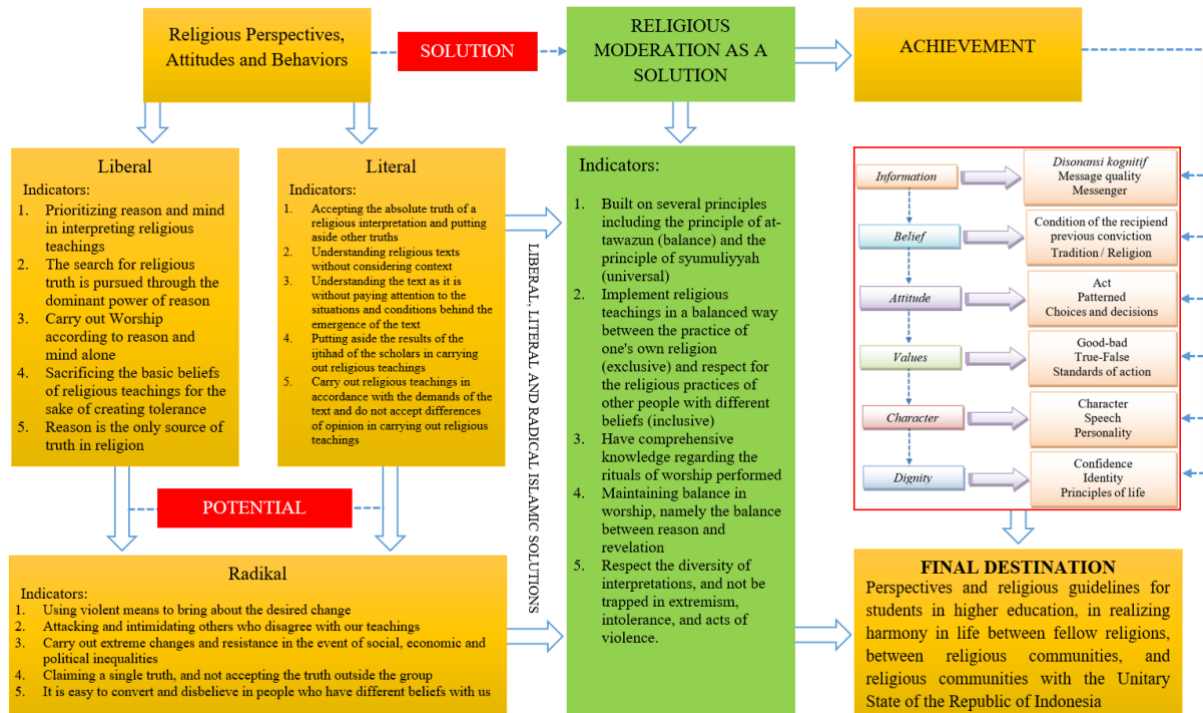 Religious Perspectives,
Attitudes and Behaviors
SOLUTION
RELIGIOUS
MODERATION AS A
SOLUTION
ACHIEVEMENT
Liberal
Indicators:
1. Prioritizing reason and mind
in interpreting religious
teachings
2. The search for religious
truth is pursued through the
dominant power of reason
3. Carry out Worship
according to reason and
mind alone
4. Sacrificing the basic beliefs
of religious teachings for the
sake of creating tolerance
5. Reason is the only source of
truth in religion
Literal
Indicators:
1. Accepting the absolute truth of a
religious interpretation and putting
aside other truths
2. Understanding religious texts
without considering context
3. Understanding the text as it is
without paying attention to the
situations and conditions behind the
emergence of the text
4. Putting aside the results of the
ijtihad of the scholars in carrying
out religious teachings
5. Carry out religious teachings in
accordance with the demands of the
text and do not accept differences
of opinion in carrying out religious
teachings
POTENTIAL
Radikal
Indicators:
1. Using violent means to bring about the desired change
2. Attacking and intimidating others who disagree with our teachings
3. Carry out extreme changes and resistance in the event of social, economic and
political inequalities
4. Claiming a single truth, and not accepting the truth outside the group
5. It is easy to convert and disbelieve in people who have different beliefs with us
LIBERAL, LITERAL AND RADICAL ISLAMIC SOLUTIONS
Indicators:
1. Built on several principles
including the principle of at-
tawazun (balance) and the
principle of syumuliyyah
(universal)
2. Implement religious
teachings in a balanced way
between the practice of
one's own religion
(exclusive) and respect for
the religious practices of
other people with different
beliefs (inclusive)
3. Have comprehensive
knowledge regarding the
rituals of worship performed
4. Maintaining balance in
worship, namely the balance
between reason and
revelation
5. Respect the diversity of
interpretations, and not be
trapped in extremism,
intolerance, and acts of
violence.
Information
Disonansi kognitif
Message quality
Messenger
Belief
Condition of the recipiend
previous conviction
Tradition / Religion
Attitude
Act
Patterned
Choices and decisions
Values
Good-bad
True-False
Standards of action
Character
Character
Speech
Personality
Dignity
Confidence
Identity
Principles of life
FINAL DESTINATION
Perspectives and religious guidelines for
students in higher education, in realizing
harmony in life between fellow religions,
between religious communities, and
religious communities with the Unitary
State of the Republic of Indonesia